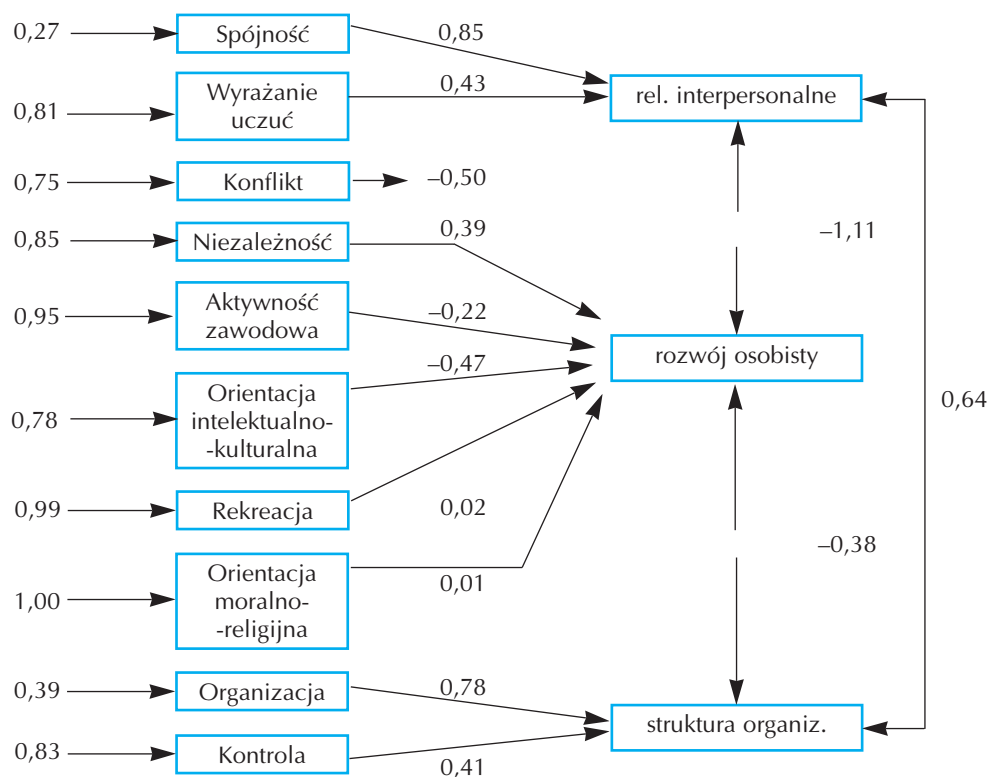 0,27
Spójność
0,85
rel. interpersonalne
0,81
Wyrażanie
uczuć
0,43
0,75
Konflikt
–0,50
0,85
Niezależność
0,39
–1,11
0,95
Aktywność
zawodowa
–0,22
rozwój osobisty
0,78
Orientacja
intelektualno-
-kulturalna
–0,47
0,64
0,99
Rekreacja
0,02
–0,38
1,00
Orientacja
moralno-
-religijna
0,01
0,39
Organizacja
0,78
struktura organiz.
0,83
Kontrola
0,41